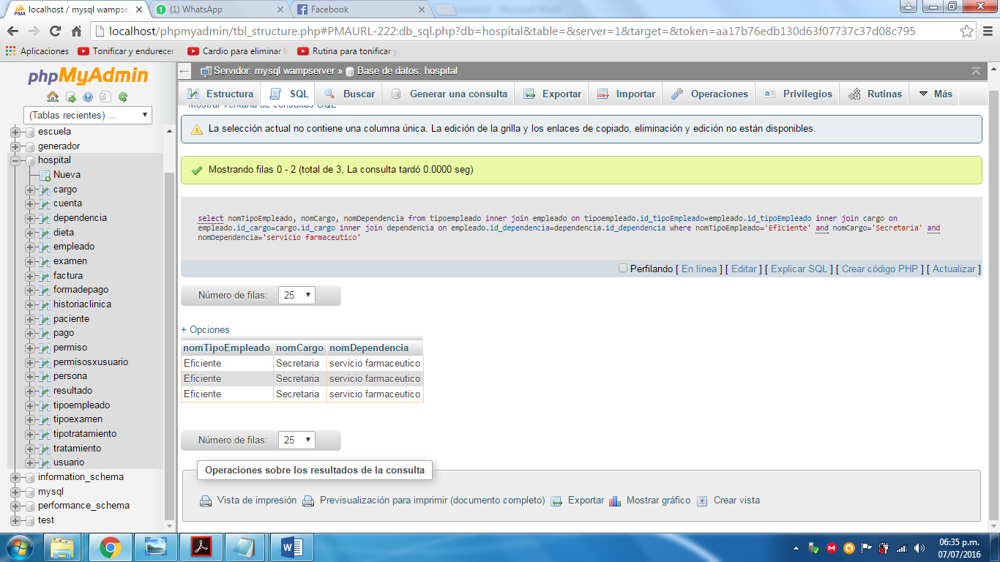 localhost / mysql wampse
(1) WhatsApp
Facebook
localhost/phpmyadmin/tbl_structure.php#PMAURL-222:db_sql.php?db=hospital&table=&server=1&target=&token=aa17b76edb130d63f07737c37d08c795
Aplicaciones
Tonificar y endurecer
Cardio para eliminar
Rutina para tonificar y
phpMyAdmin
(Tablas recientes) ...
escuela
generador
hospital
Nueva
cargo
cuenta
dependencia
dieta
empleado
examen
factura
formadepago
historiaclinica
paciente
pago
permiso
permisosxusuario
persona
resultado
tipoempleado
tipoexamen
tipotratamiento
tratamiento
usuario
information_schema
mysql
performance_schema
test
Servidor: mysql wampserver » Base de datos: hospital
Estructura SQL Buscar Generar una consulta Exportar Importar Operaciones Privilegios Rutinas Más
Mostrar ventana de consultas SQL
La selección actual no contiene una columna única. La edición de la grilla y los enlaces de copiado, eliminación y edición no están disponibles.
Mostrando filas 0 - 2 (total de 3, La consulta tardó 0.0000 seg)
select nomTipoEmpleado, nomCargo, nomDependencia from tipoempleado inner join empleado on tipoempleado.id_tipoEmpleado=empleado.id_tipoEmpleado inner join cargo on
empleado.id_cargo=cargo.id_cargo inner join dependencia on empleado.id_dependencia=dependencia.id_dependencia where nomTipoEmpleado='Eficiente' and nomCargo='Secretaria' and
nomDependencia='servicio farmaceutico'
Perfilando [ En línea ] [ Editar ] [ Explicar SQL ] [ Crear código PHP ] [ Actualizar ]
Número de filas: 25
+ Opciones
nomTipoEmpleado nomCargo nomDependencia
Eficiente Secretaria servicio farmaceutico
Eficiente Secretaria servicio farmaceutico
Eficiente Secretaria servicio farmaceutico
Número de filas: 25
Operaciones sobre los resultados de la consulta
Vista de impresión Previsualización para imprimir (documento completo) Exportar Mostrar gráfico Crear vista
06:35 p.m.
07/07/2016